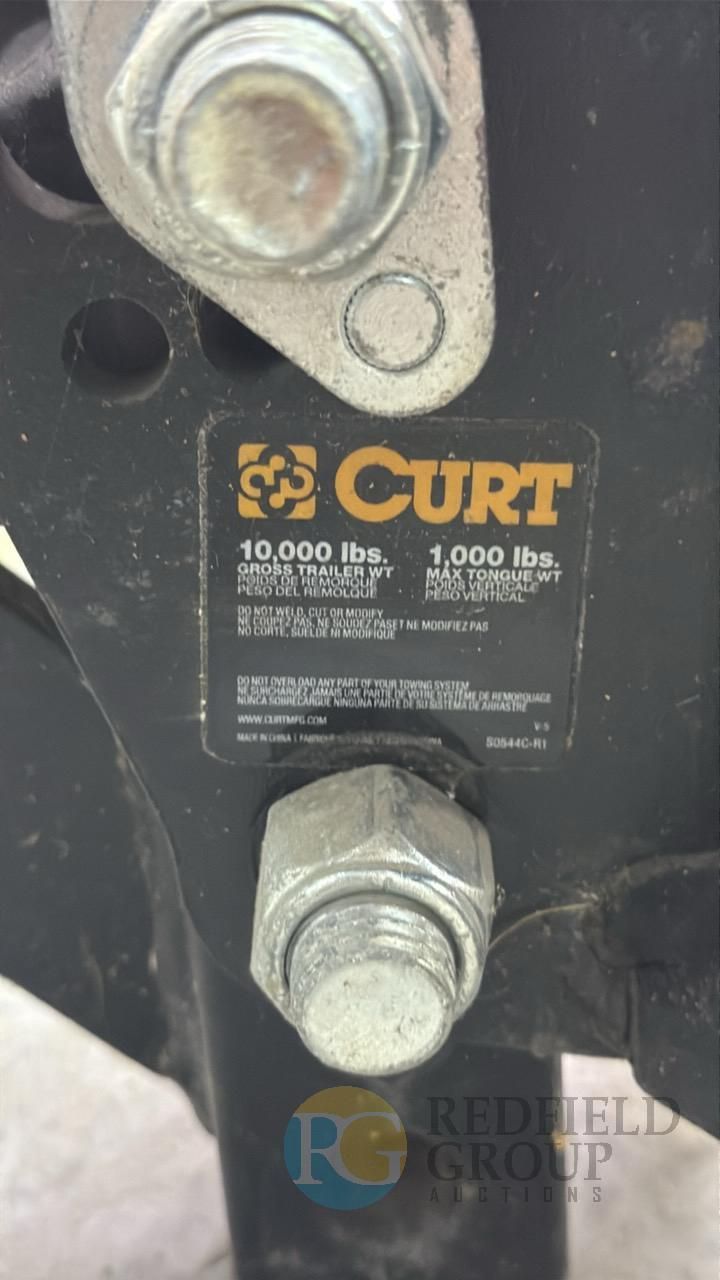 CURT
10,000 lbs. 1,000 lbs.
GROSS TRAILER WT MAX TONGUE WT
POIDS DE REMORQUE POIDS VERTICALE
PESO DEL REMOLQUE PESO VERTICAL
DO NOT WELD, CUT OR MODIFY
NE COUPEZ PAS, NE SOUDEZ PAS ET NE MODIFIEZ PAS
NO CORTE, SUELDE NI MODIFIQUE
DO NOT OVERLOAD ANY PART OF YOUR TOWING SYSTEM
NE SURCHARGEZ JAMAIS UNE PARTIE DE VOTRE SYSTÈME DE REMORQUAGE
NUNCA SOBRECARGUE NINGUNA PARTE DE SU SISTEMA DE ARRASTRE
WWW.CURTMFG.COM V-5
MADE IN CHINA S0544C-R1
RG REDFIELD
GROUP
AUCTIONS